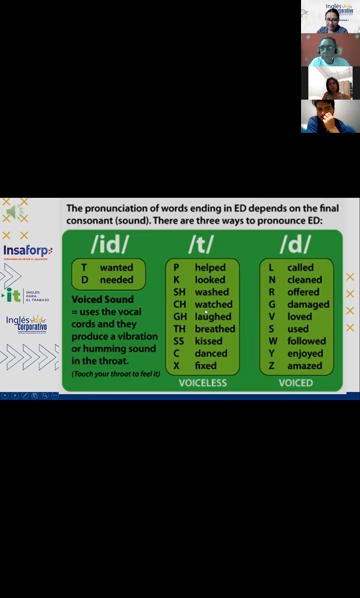 Inglés
Corporativo
The pronunciation of words ending in ED depends on the final
consonant (sound). There are three ways to pronounce ED:
Insaforp
INGLÉS
PARA
EL TRABAJO
Inglés
Corporativo
/id/
T wanted
D needed
Voiced Sound
= uses the vocal
cords and they
produce a vibration
or humming sound
in the throat.
(Touch your throat to feel it)
/t/
P helped
K looked
SH washed
CH watched
GH laughed
TH breathed
SS kissed
C danced
X fixed
VOICELESS
/d/
L called
N cleaned
R offered
G damaged
V loved
S used
W followed
Y enjoyed
Z amazed
VOICED